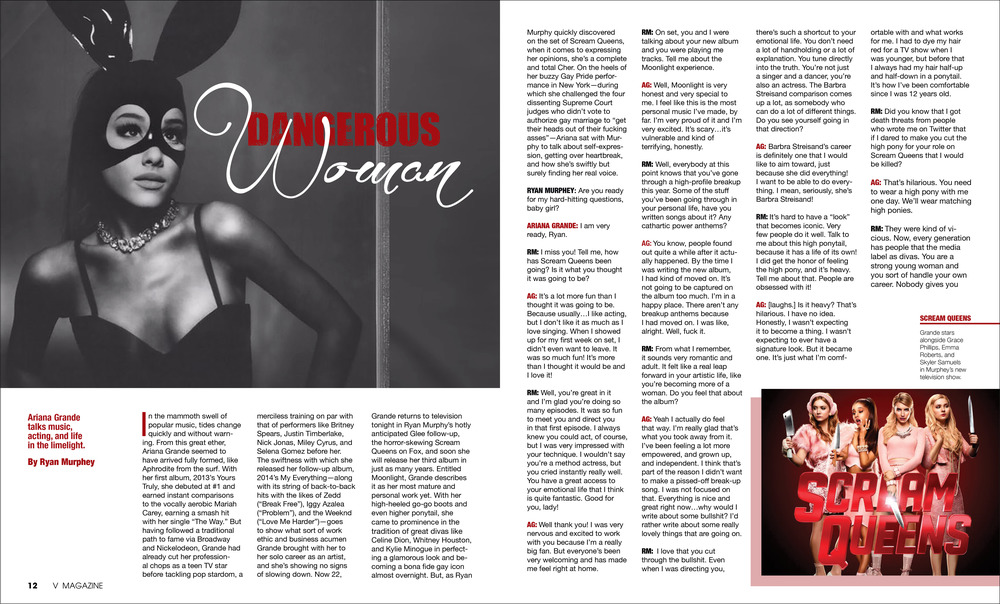 DANGEROUS
Woman
Ariana Grande
talks music,
acting, and life
in the limelight.
By Ryan Murphey
In the mammoth swell of
popular music, tides change
quickly and without warn-
ing. From this great ether,
Ariana Grande seemed to
have arrived fully formed, like
Aphrodite from the surf. With
her first album, 2013's Yours
Truly, she debuted at #1 and
earned instant comparisons
to the vocally aerobic Mariah
Carey, earning a smash hit
with her single "The Way." But
having followed a traditional
path to fame via Broadway
and Nickelodeon, Grande had
already cut her profession-
al chops as a teen TV star
before tackling pop stardom, a
merciless training on par with
that of performers like Britney
Spears, Justin Timberlake,
Nick Jonas, Miley Cyrus, and
Selena Gomez before her.
The swiftness with which she
released her follow-up album,
2014's My Everything—along
with its string of back-to-back
hits with the likes of Zedd
("Break Free"), Iggy Azalea
("Problem"), and the Weeknd
("Love Me Harder")—goes
to show what sort of work
ethic and business acumen
Grande brought with her to
her solo career as an artist,
and she's showing no signs
of slowing down. Now 22,
Grande returns to television
tonight in Ryan Murphy's hotly
anticipated Glee follow-up,
the horror-skewing Scream
Queens on Fox, and soon she
will release her third album in
just as many years. Entitled
Moonlight, Grande describes
it as her most mature and
personal work yet. With her
high-heeled go-go boots and
even higher ponytail, she
came to prominence in the
tradition of great divas like
Celine Dion, Whitney Houston,
and Kylie Minogue in perfect-
ing a glamorous look and be-
coming a bona fide gay icon
almost overnight. But, as Ryan
12 V MAGAZINE
Murphy quickly discovered
on the set of Scream Queens,
when it comes to expressing
her opinions, she's a complete
and total Cher. On the heels of
her buzzy Gay Pride perfor-
mance in New York—during
which she challenged the four
dissenting Supreme Court
judges who didn't vote to
authorize gay marriage to "get
their heads out of their fucking
asses"—Ariana sat with Mur-
phy to talk about self-expres-
sion, getting over heartbreak,
and how she's swiftly but
surely finding her real voice.
RYAN MURPHEY: Are you ready
for my hard-hitting questions,
baby girl?
ARIANA GRANDE: I am very
ready, Ryan.
RM: I miss you! Tell me, how
has Scream Queens been
going? Is it what you thought
it was going to be?
AG: It's a lot more fun than I
thought it was going to be.
Because usually…I like acting,
but I don't like it as much as I
love singing. When I showed
up for my first week on set, I
didn't even want to leave. It
was so much fun! It's more
than I thought it would be and
I love it!
RM: Well, you're great in it
and I'm glad you're doing so
many episodes. It was so fun
to meet you and direct you
in that first episode. I always
knew you could act, of course,
but I was very impressed with
your technique. I wouldn't say
you're a method actress, but
you cried instantly really well.
You have a great access to
your emotional life that I think
is quite fantastic. Good for
you, lady!
AG: Well thank you! I was very
nervous and excited to work
with you because I'm a really
big fan. But everyone's been
very welcoming and has made
me feel right at home.
RM: On set, you and I were
talking about your new album
and you were playing me
tracks. Tell me about the
Moonlight experience.
AG: Well, Moonlight is very
honest and very special to
me. I feel like this is the most
personal music I've made, by
far. I'm very proud of it and I'm
very excited. It's scary…it's
vulnerable and kind of
terrifying, honestly.
RM: Well, everybody at this
point knows that you've gone
through a high-profile breakup
this year. Some of the stuff
you've been going through in
your personal life, have you
written songs about it? Any
cathartic power anthems?
AG: You know, people found
out quite a while after it actu-
ally happened. By the time I
was writing the new album,
I had kind of moved on. It's
not going to be captured on
the album too much. I'm in a
happy place. There aren't any
breakup anthems because
I had moved on. I was like,
alright. Well, fuck it.
RM: From what I remember,
it sounds very romantic and
adult. It felt like a real leap
forward in your artistic life, like
you're becoming more of a
woman. Do you feel that about
the album?
AG: Yeah I actually do feel
that way. I'm really glad that's
what you took away from it.
I've been feeling a lot more
empowered, and grown up,
and independent. I think that's
part of the reason I didn't want
to make a pissed-off break-up
song. I was not focused on
that. Everything is nice and
great right now…why would I
write about some bullshit? I'd
rather write about some really
lovely things that are going on.
RM: I love that you cut
through the bullshit. Even
when I was directing you,
there's such a shortcut to your
emotional life. You don't need
a lot of handholding or a lot of
explanation. You tune directly
into the truth. You're not just
a singer and a dancer, you're
also an actress. The Barbra
Streisand comparison comes
up a lot, as somebody who
can do a lot of different things.
Do you see yourself going in
that direction?
AG: Barbra Streisand's career
is definitely one that I would
like to aim toward, just
because she did everything!
I want to be able to do every-
thing. I mean, seriously, she's
Barbra Streisand!
RM: It's hard to have a "look"
that becomes iconic. Very
few people do it well. Talk to
me about this high ponytail,
because it has a life of its own!
I did get the honor of feeling
the high pony, and it's heavy.
Tell me about that. People are
obsessed with it!
AG: [laughs.] Is it heavy? That's
hilarious. I have no idea.
Honestly, I wasn't expecting
it to become a thing. I wasn't
expecting to ever have a
signature look. But it became
one. It's just what I'm comf-
ortable with and what works
for me. I had to dye my hair
red for a TV show when I
was younger, but before that
I always had my hair half-up
and half-down in a ponytail.
It's how I've been comfortable
since I was 12 years old.
RM: Did you know that I got
death threats from people
who wrote me on Twitter that
if I dared to make you cut the
high pony for your role on
Scream Queens that I would
be killed?
AG: That's hilarious. You need
to wear a high pony with me
one day. We'll wear matching
high ponies.
RM: They were kind of vi-
cious. Now, every generation
has people that the media
label as divas. You are a
strong young woman and
you sort of handle your own
career. Nobody gives you
SCREAM QUEENS
Grande stars
alongside Grace
Phillips, Emma
Roberts, and
Skyler Samuels
in Murphey's new
television show.
SCREAM
QUEENS